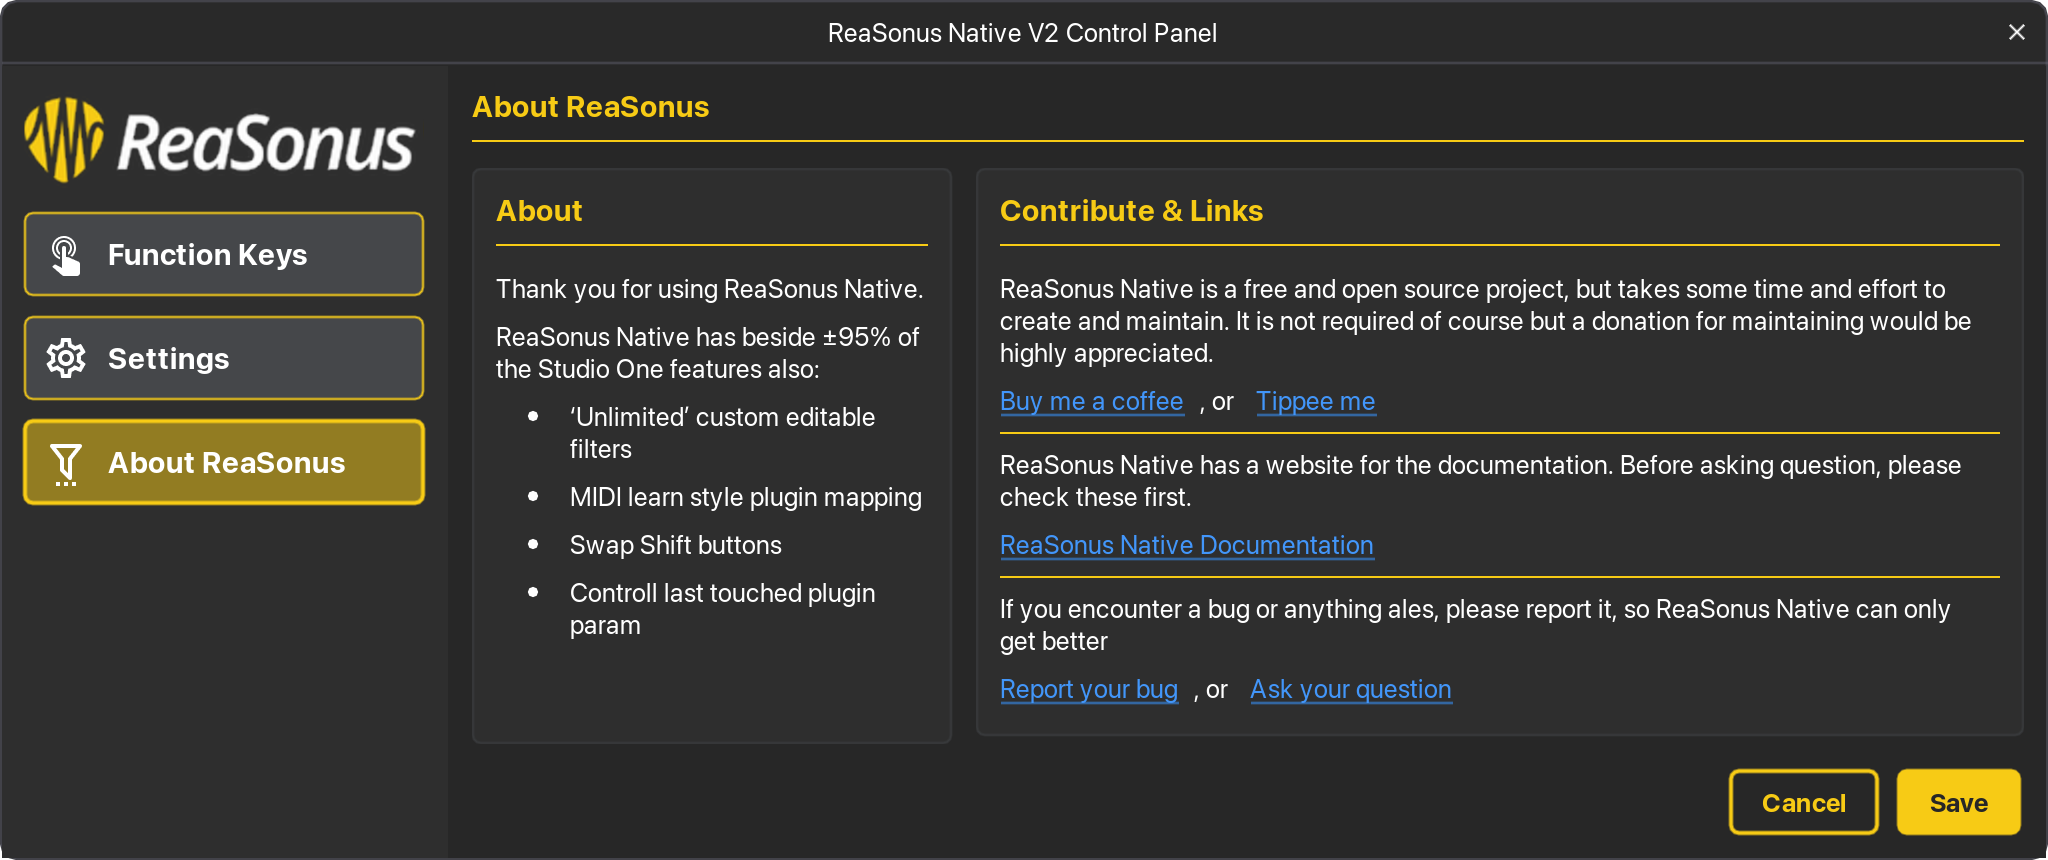 ReaSonus Native V2 Control Panel
ReaSonus
Function Keys
Settings
About ReaSonus
About ReaSonus
About
Thank you for using ReaSonus Native.
ReaSonus Native has beside ±95% of
the Studio One features also:
‘Unlimited’ custom editable
filters
MIDI learn style plugin mapping
Swap Shift buttons
Controll last touched plugin
param
Contribute & Links
ReaSonus Native is a free and open source project, but takes some time and effort to
create and maintain. It is not required of course but a donation for maintaining would be
highly appreciated.
Buy me a coffee , or Tippee me
ReaSonus Native has a website for the documentation. Before asking question, please
check these first.
ReaSonus Native Documentation
If you encounter a bug or anything ales, please report it, so ReaSonus Native can only
get better
Report your bug , or Ask your question
Cancel
Save